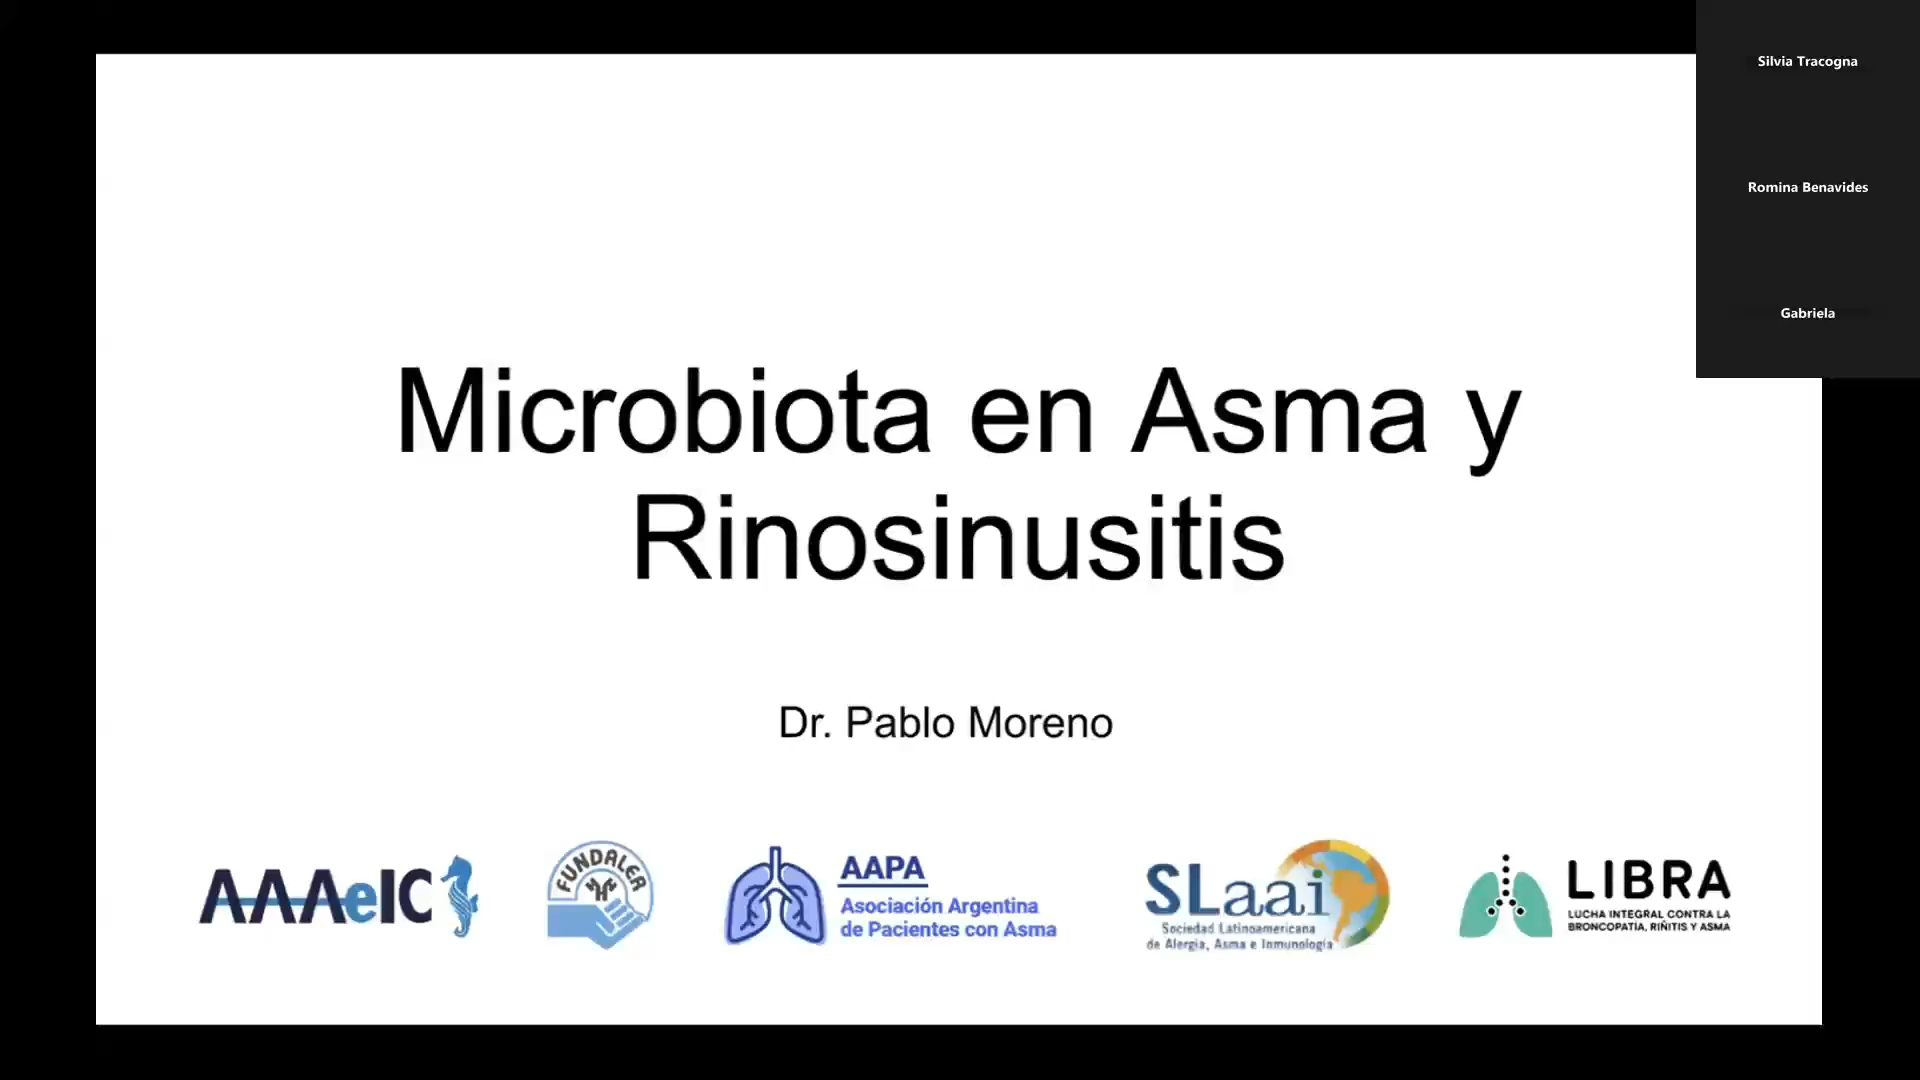 Silvia Tracogna
Romina Benavides
Gabriela
Microbiota en Asma y
Rinosinusitis
Dr. Pablo Moreno
AAAeIC
FUNDALER
AAPA
Asociación Argentina
de Pacientes con Asma
SLaai
Sociedad Latinoamericana
de Alergia, Asma e Inmunología
LIBRA
LUCHA INTEGRAL CONTRA LA
BRONCOPATÍA, RIÑITIS Y ASMA